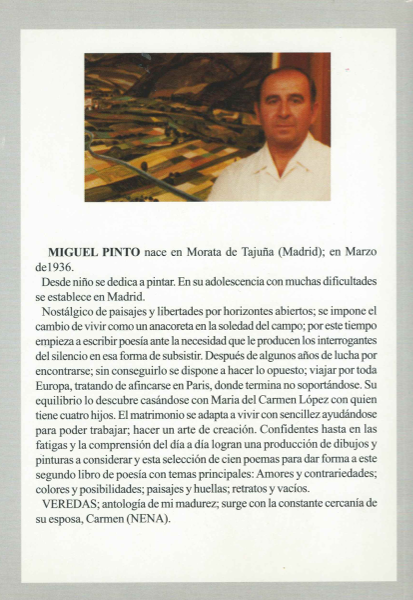 MIGUEL PINTO nace en Morata de Tajuña (Madrid); en Marzo
de1936.
Desde niño se dedica a pintar. En su adolescencia con muchas dificultades
se establece en Madrid.
Nostálgico de paisajes y libertades por horizontes abiertos; se impone el
cambio de vivir como un anacoreta en la soledad del campo; por este tiempo
empieza a escribir poesía ante la necesidad que le producen los interrogantes
del silencio en esa forma de subsistir. Después de algunos años de lucha por
encontrarse; sin conseguirlo se dispone a hacer lo opuesto; viajar por toda
Europa, tratando de afincarse en Paris, donde termina no soportándose. Su
equilibrio lo descubre casándose con Maria del Carmen López con quien
tiene cuatro hijos. El matrimonio se adapta a vivir con sencillez ayudándose
para poder trabajar; hacer un arte de creación. Confidentes hasta en las
fatigas y la comprensión del día a día logran una producción de dibujos y
pinturas a considerar y esta selección de cien poemas para dar forma a este
segundo libro de poesía con temas principales: Amores y contrariedades;
colores y posibilidades; paisajes y huellas; retratos y vacíos.
VEREDAS; antología de mi madurez; surge con la constante cercanía de
su esposa, Carmen (NENA).